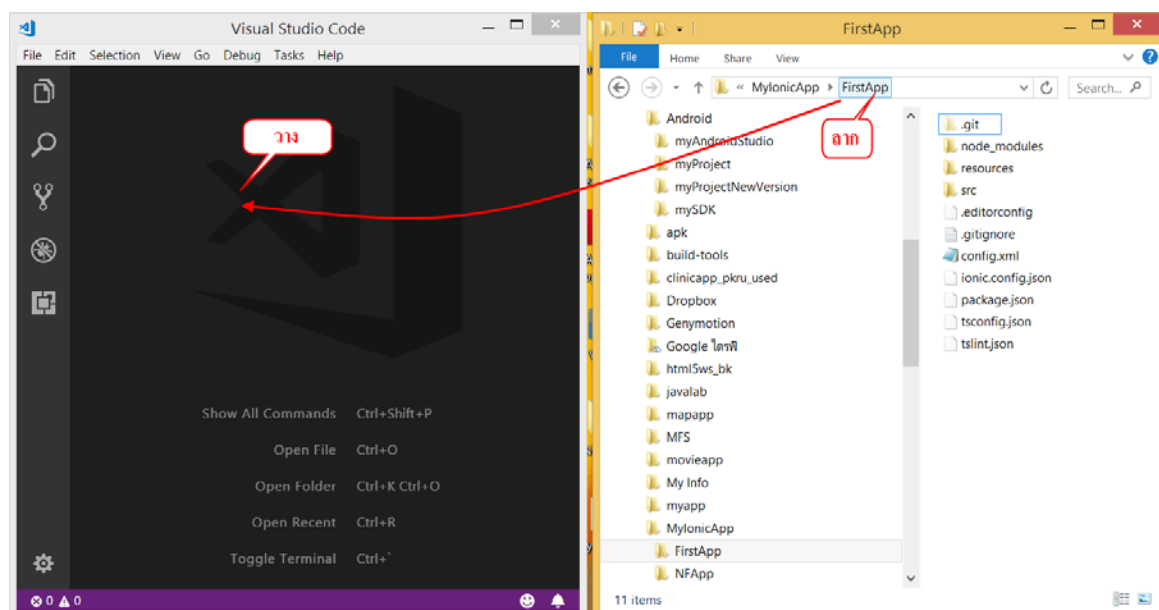 Visual Studio Code
File Edit Selection View Go Debug Tasks Help
วาง
Show All Commands Ctrl+Shift+P
Open File Ctrl+O
Open Folder Ctrl+K Ctrl+O
Open Recent Ctrl+R
Toggle Terminal Ctrl+`
0 0
FirstApp
File Home Share View
« MyIonicApp FirstApp Search...
ลาก
Android
myAndroidStudio
myProject
myProjectNewVersion
mySDK
apk
build-tools
clinicapp_pkru_used
Dropbox
Genymotion
Google ไดรฟ์
html5ws_bk
javalab
mapapp
MFS
movieapp
My Info
myapp
MyIonicApp
FirstApp
NFApp
.git
node_modules
resources
src
.editorconfig
.gitignore
config.xml
ionic.config.json
package.json
tsconfig.json
tslint.json
11 items